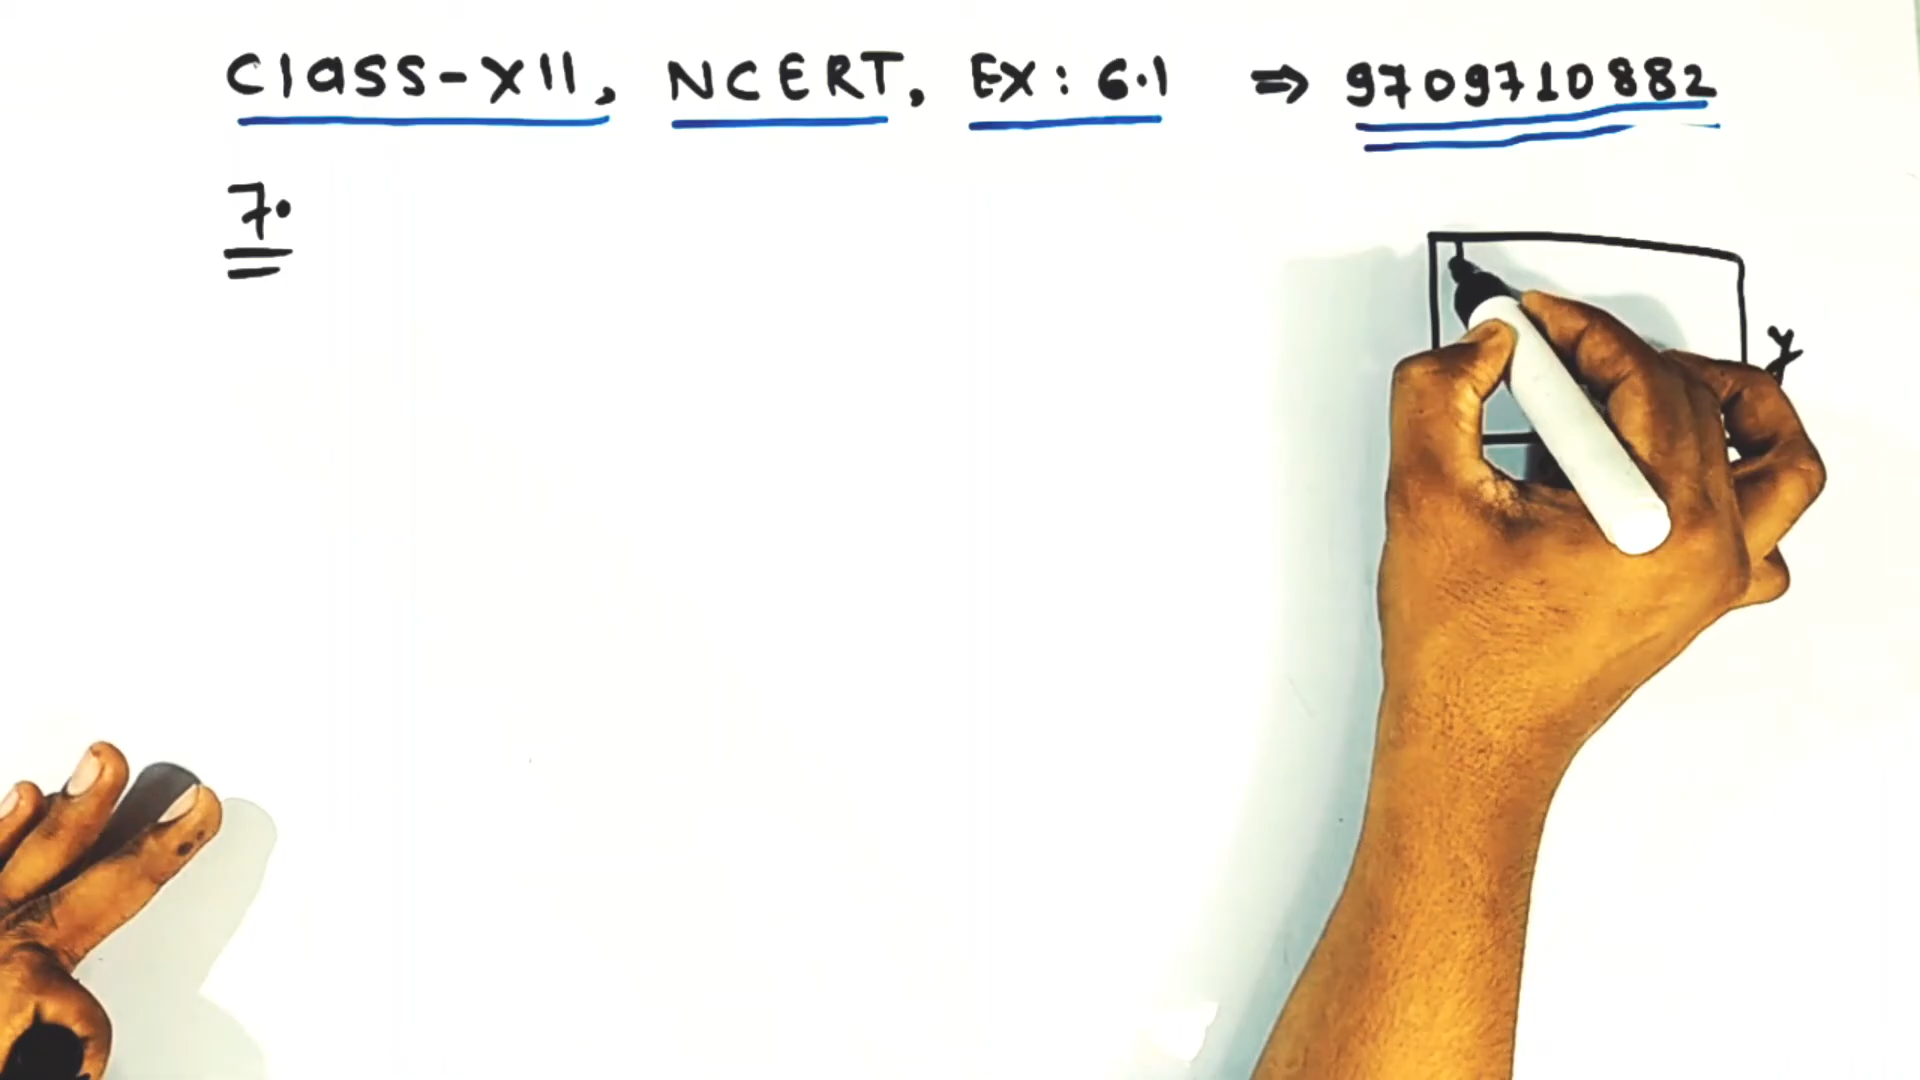 Class-XII, NCERT, EX: 6.1 ⇒ 9709710882
7.
y